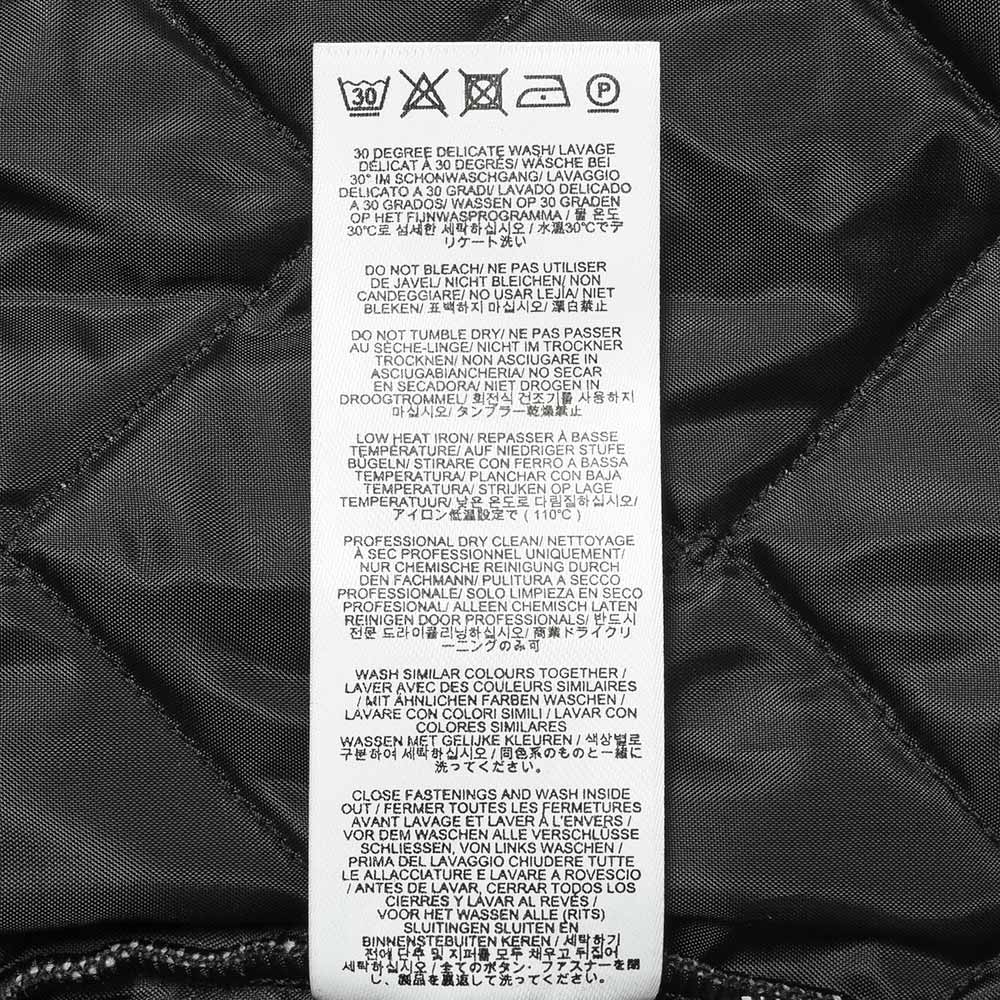 30
P
30 DEGREE DELICATE WASH/ LAVAGE
DÉLICAT À 30 DEGRÉS/ WÄSCHE BEI
30° IM SCHONWASCHGANG/ LAVAGGIO
DELICATO A 30 GRADI/ LAVADO DELICADO
A 30 GRADOS/ WASSEN OP 30 GRADEN
OP HET FIJNWASPROGRAMMA / 물 온도
30℃로 섬세한 세탁하십시오 / 水温30℃でデ
リケート洗い
DO NOT BLEACH/ NE PAS UTILISER
DE JAVEL/ NICHT BLEICHEN/ NON
CANDEGGIARE/ NO USAR LEJÍA/ NIET
BLEKEN/ 표백하지 마십시오/ 漂白禁止
DO NOT TUMBLE DRY/ NE PAS PASSER
AU SÈCHE-LINGE/ NICHT IM TROCKNER
TROCKNEN/ NON ASCIUGARE IN
ASCIUGABIANCHERIA/ NO SECAR
EN SECADORA/ NIET DROGEN IN
DROOGTROMMEL/ 회전식 건조기를 사용하지
마십시오/ タンブラー乾燥禁止
LOW HEAT IRON/ REPASSER À BASSE
TEMPÉRATURE/ AUF NIEDRIGER STUFE
BÜGELN/ STIRARE CON FERRO A BASSA
TEMPERATURA/ PLANCHAR CON BAJA
TEMPERATURA/ STRIJKEN OP LAGE
TEMPERATUUR/ 낮은 온도로 다림질하십시오/
アイロン低温設定で ( 110℃ )
PROFESSIONAL DRY CLEAN/ NETTOYAGE
À SEC PROFESSIONNEL UNIQUEMENT/
NUR CHEMISCHE REINIGUNG DURCH
DEN FACHMANN/ PULITURA A SECCO
PROFESSIONALE/ SOLO LIMPIEZA EN SECO
PROFESIONAL/ ALLEEN CHEMISCH LATEN
REINIGEN DOOR PROFESSIONALS/ 반드시
전문 드라이클리닝하십시오/ 商業ドライクリ
ーニングのみ可
WASH SIMILAR COLOURS TOGETHER /
LAVER AVEC DES COULEURS SIMILAIRES
/ MIT ÄHNLICHEN FARBEN WASCHEN /
LAVARE CON COLORI SIMILI / LAVAR CON
COLORES SIMILARES
WASSEN MET GELIJKE KLEUREN / 색상별로
구분하여 세탁하십시오 / 同色系のものと一緒に
洗ってください。
CLOSE FASTENINGS AND WASH INSIDE
OUT / FERMER TOUTES LES FERMETURES
AVANT LAVAGE ET LAVER À L'ENVERS /
VOR DEM WASCHEN ALLE VERSCHLÜSSE
SCHLIESSEN, VON LINKS WASCHEN /
PRIMA DEL LAVAGGIO CHIUDERE TUTTE
LE ALLACCIATURE E LAVARE A ROVESCIO
/ ANTES DE LAVAR, CERRAR TODOS LOS
CIERRES Y LAVAR AL REVÉS /
VOOR HET WASSEN ALLE (RITS)
SLUITINGEN SLUITEN EN
BINNENSTEBUITEN KEREN / 세탁하기
전에 단추 및 지퍼를 모두 채우고 뒤집어
세탁하십시오 / 全てのボタン・ファスナーを閉
し、製品を裏返して洗ってください。